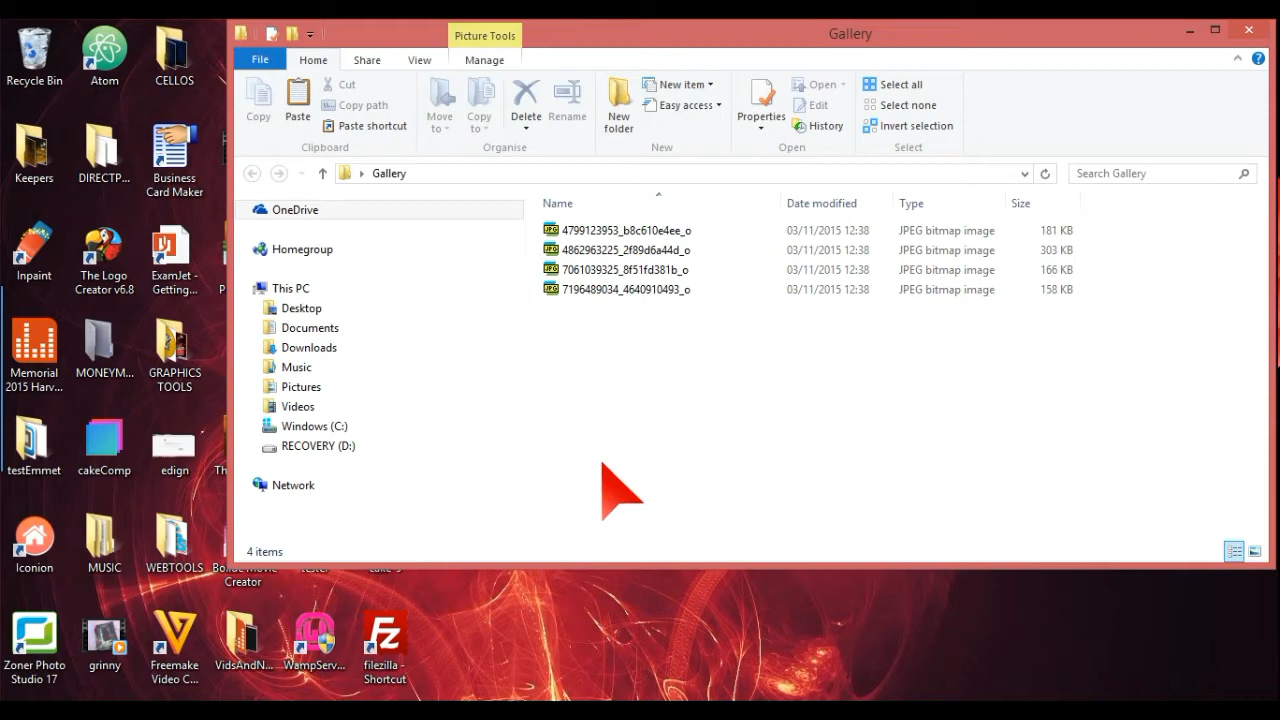 Picture Tools
Gallery
File
Home
Share
View
Manage
Copy
Paste
Cut
Copy path
Paste shortcut
Clipboard
Move to
Copy to
Delete
Rename
Organise
New folder
New item
Easy access
New
Properties
Open
Edit
History
Open
Select all
Select none
Invert selection
Select
Gallery
Search Gallery
OneDrive
Homegroup
This PC
Desktop
Documents
Downloads
Music
Pictures
Videos
Windows (C:)
RECOVERY (D:)
Network
Name
Date modified
Type
Size
JPG 4799123953_b8c610e4ee_o 03/11/2015 12:38 JPEG bitmap image 181 KB
JPG 4862963225_2f89d6a44d_o 03/11/2015 12:38 JPEG bitmap image 303 KB
JPG 7061039325_8f51fd381b_o 03/11/2015 12:38 JPEG bitmap image 166 KB
JPG 7196489034_4640910493_o 03/11/2015 12:38 JPEG bitmap image 158 KB
4 items
Recycle Bin
Atom
CELLOS
Keepers
DIRECTP...
Business
Card Maker
Inpaint
The Logo
Creator v6.8
ExamJet -
Getting...
Memorial
2015 Harv...
MONEYM...
GRAPHICS
TOOLS
testEmmet
cakeComp
edign
Th
Iconion
MUSIC
WEBTOOLS
Creator
Zoner Photo
Studio 17
grinny
Freemake
Video C...
VidsAndN...
WampServ...
Fz
filezilla -
Shortcut